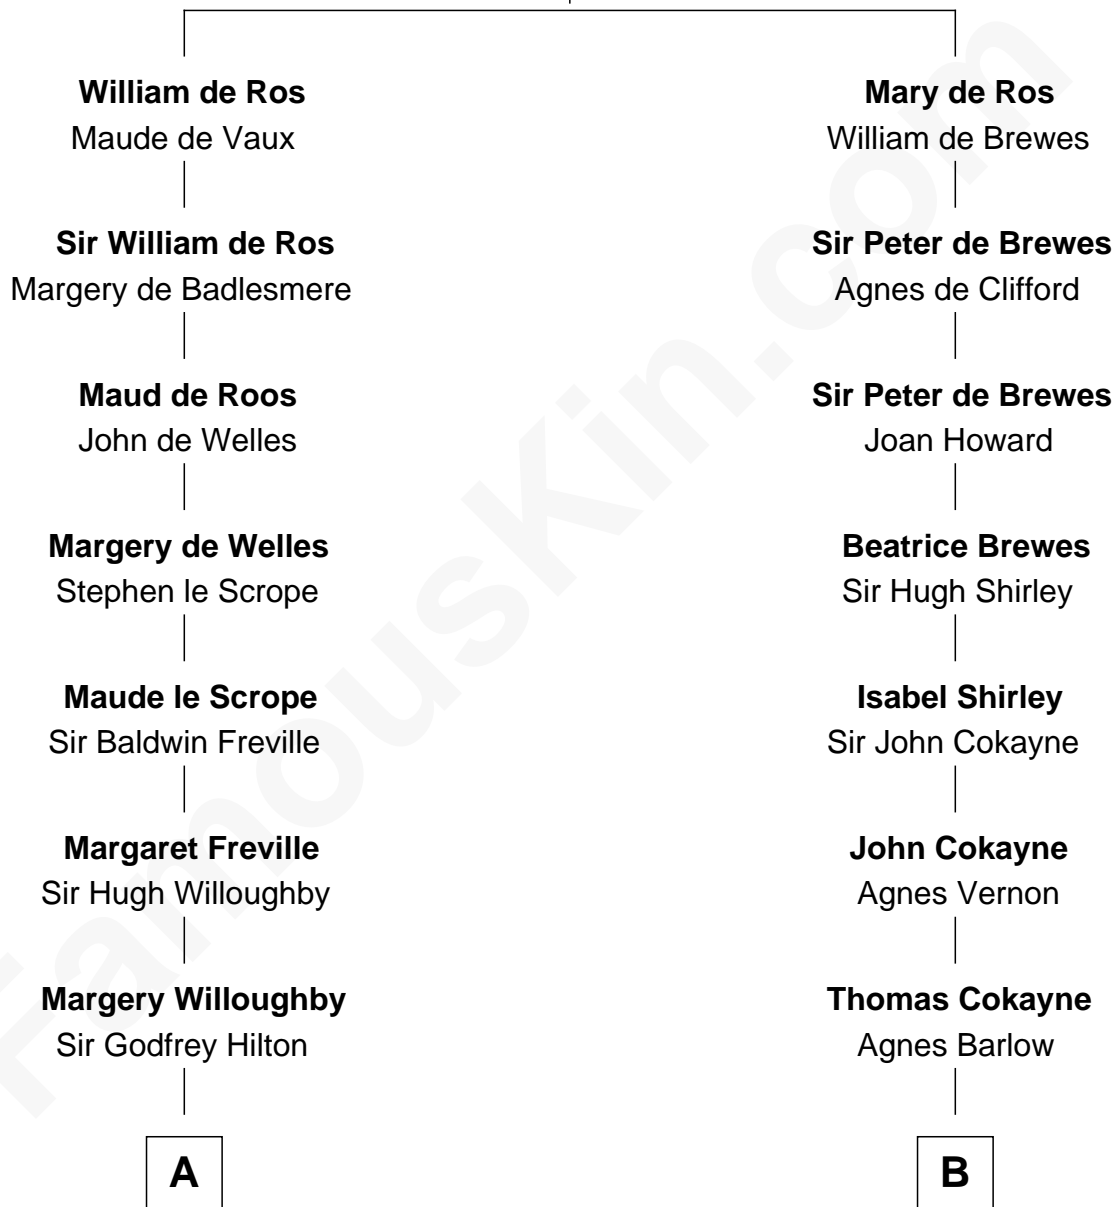 William de Ros
Maude de Vaux
Sir William de Ros
Margery de Badlesmere
Maud de Roos
John de Welles
Margery de Welles
Stephen le Scrope
Maude le Scrope
Sir Baldwin Freville
Margaret Freville
Sir Hugh Willoughby
Margery Willoughby
Sir Godfrey Hilton
A
Mary de Ros
William de Brewes
Sir Peter de Brewes
Agnes de Clifford
Sir Peter de Brewes
Joan Howard
Beatrice Brewes
Sir Hugh Shirley
Isabel Shirley
Sir John Cokayne
John Cokayne
Agnes Vernon
Thomas Cokayne
Agnes Barlow
B
FamousKin.com